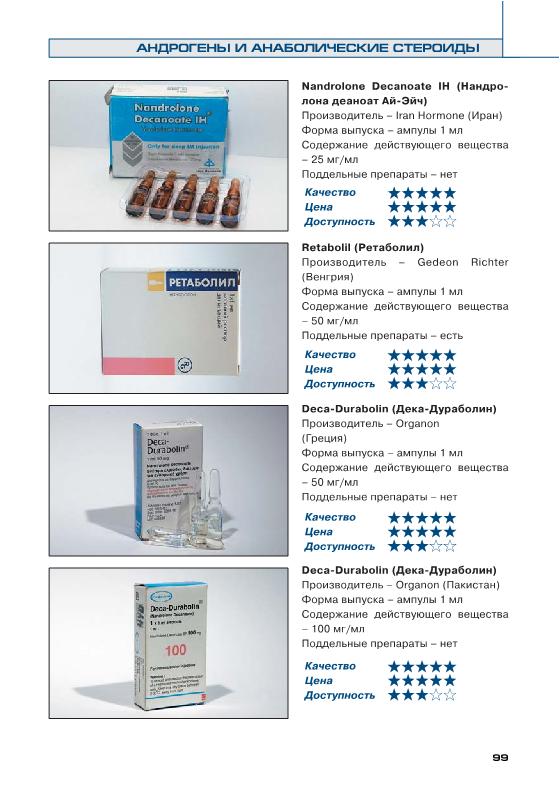 АНДРОГЕНЫ И АНАБОЛИЧЕСКИЕ СТЕРОИДЫ
Nandrolone
Decanoate IH
Only for deep I.M injection
Nandrolone Decanoate IH (Нандро-
лона деаноат Ай-Эйч)
Производитель – Iran Hormone (Иран)
Форма выпуска – ампулы 1 мл
Содержание действующего вещества
– 25 мг/мл
Поддельные препараты – нет
Качество ★★★★★
Цена ★★★★★
Доступность ★★★☆☆
РЕТАБОЛИЛ
Retabolil (Ретаболил)
Производитель – Gedeon Richter
(Венгрия)
Форма выпуска – ампулы 1 мл
Содержание действующего вещества
– 50 мг/мл
Поддельные препараты – есть
Качество ★★★★★
Цена ★★★★★
Доступность ★★★☆☆
Deca-
Durabolin®
Deca-Durabolin (Дека-Дураболин)
Производитель – Organon
(Греция)
Форма выпуска – ампулы 1 мл
Содержание действующего вещества
– 50 мг/мл
Поддельные препараты – нет
Качество ★★★★★
Цена ★★★★★
Доступность ★★★☆☆
Deca-Durabolin®
100
Deca-Durabolin (Дека-Дураболин)
Производитель – Organon (Пакистан)
Форма выпуска – ампулы 1 мл
Содержание действующего вещества
– 100 мг/мл
Поддельные препараты – нет
Качество ★★★★★
Цена ★★★★★
Доступность ★★★☆☆
99